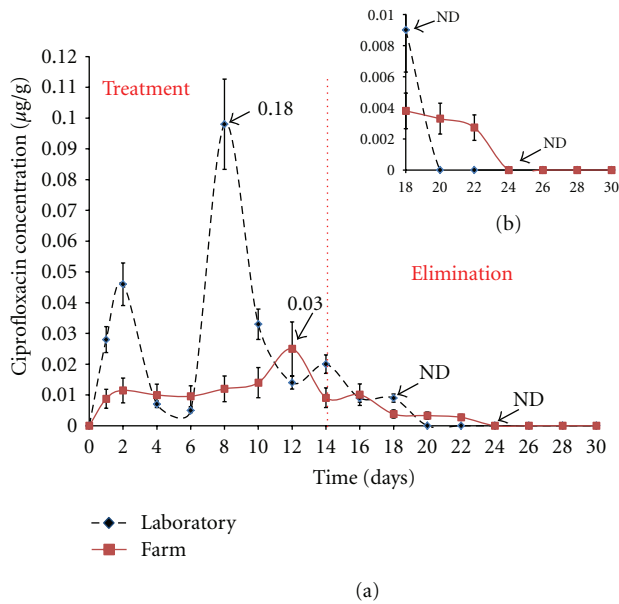 0.12
0.11
0.1
0.09
0.08
0.07
0.06
0.05
0.04
0.03
0.02
0.01
0
Ciprofloxacin concentration (µg/g)
Treatment
0.18
0.03
Elimination
ND
ND
0 2 4 6 8 10 12 14 16 18 20 22 24 26 28 30
Time (days)
0.01
0.008
0.006
0.004
0.002
0
ND
ND
18 20 22 24 26 28 30
(b)
Laboratory
Farm
(a)